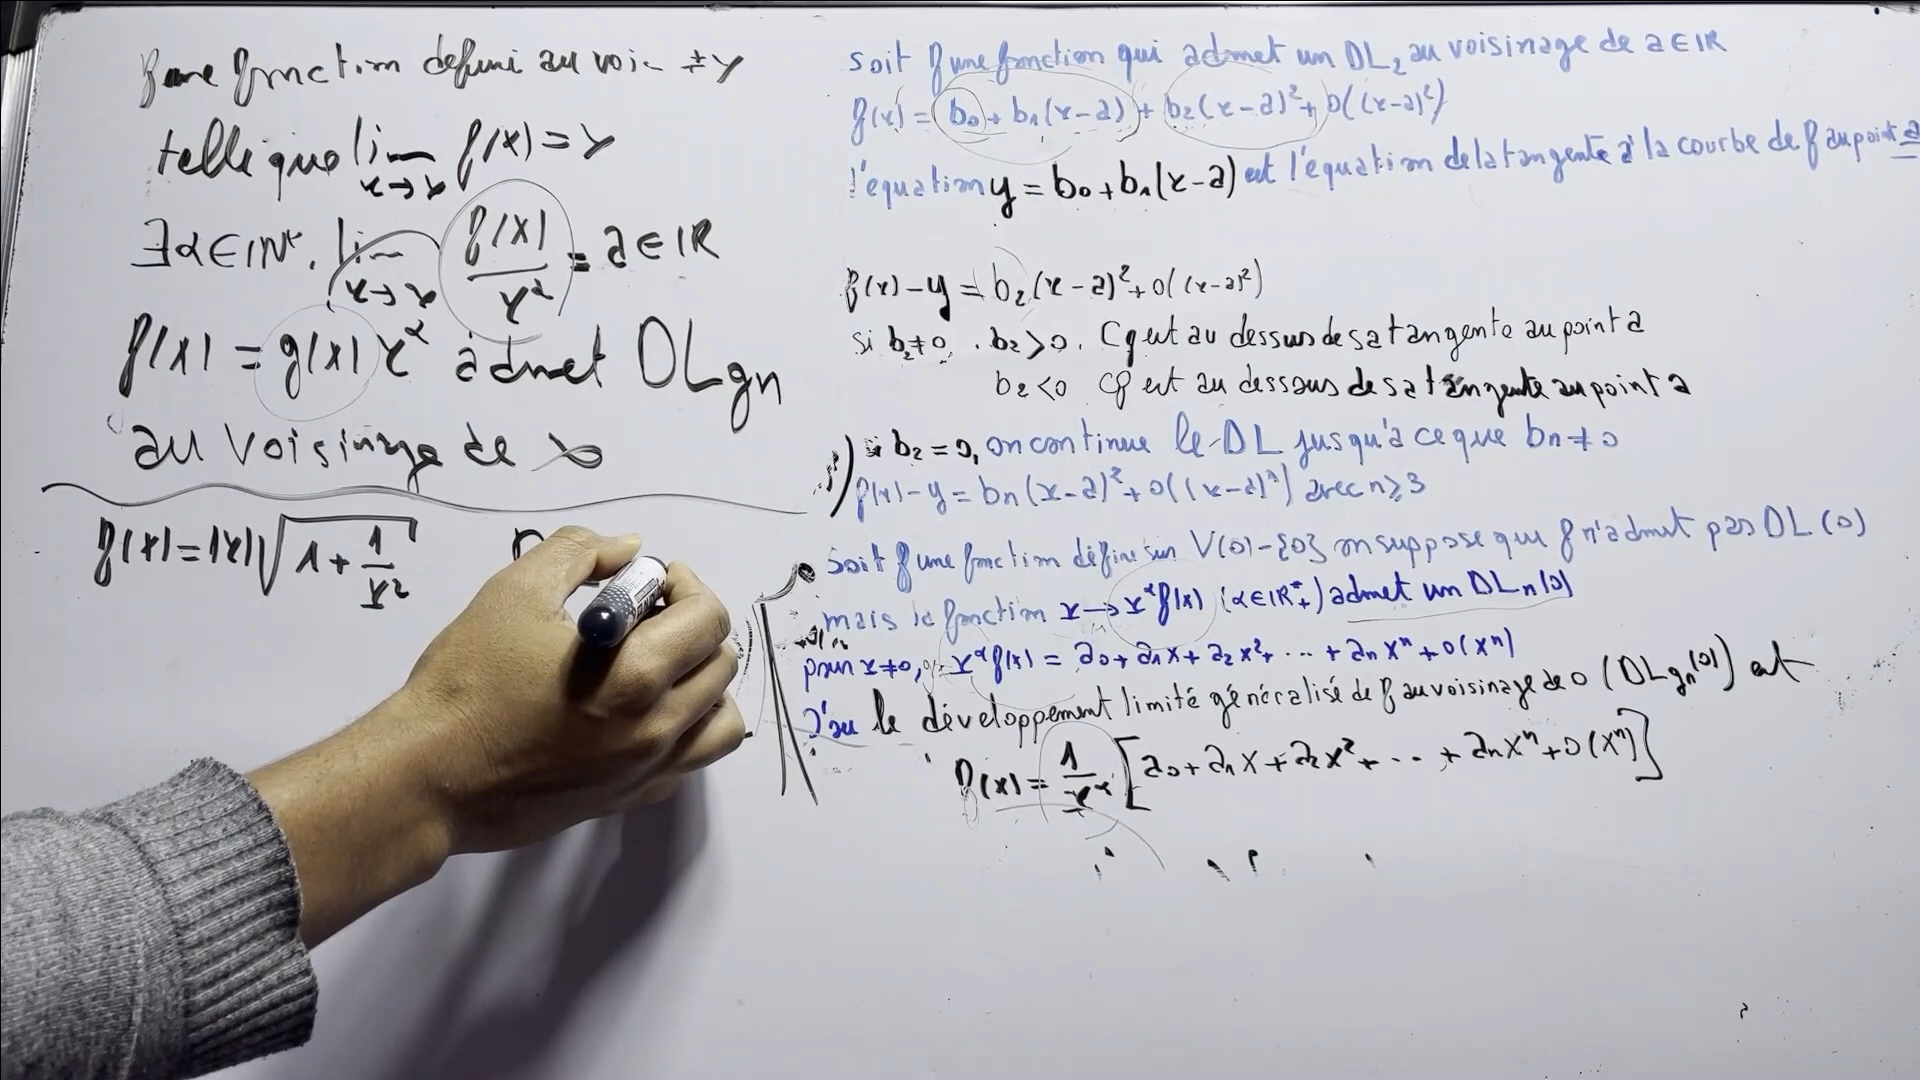 f une fonction defini au voi- ±∞
telle que lim x→∞ f(x) = ∞
∃α∈IN*, lim x→∞ f(x)/x^α = a ∈ IR
f(x) = g(x) x^α admet DLgn
au voisinage de ∞
f(x) = |x| √(1 + 1/x²)
soit f une fonction qui admet un DL₂ au voisinage de a ∈ IR
f(x) = b₀ + b₁(x-a) + b₂(x-a)² + o((x-a)²)
l'equation y = b₀ + b₁(x-a) est l'équation de la tangente à la courbe de f au point a
f(x) - y = b₂(x-a)² + o((x-a)²)
si b₂≠0, . b₂>0. Cf est au dessus de sa tangente au point a
b₂<0 Cf est au dessous de sa tangente au point a
si b₂ = 0, on continue le DL jusqu'à ce que bn ≠ 0
f(x) - y = bn(x-a)² + o((x-a)ⁿ) avec n≥3
soit f une fonction définie sur V(0)-{0} on suppose que f n'admet pas DL(0)
mais la fonction x→x^α f(x) (α∈IR*₊) admet un DLn(0)
pour x≠0, x^α f(x) = a₀ + a₁x + a₂x² + ... + anxⁿ + o(xⁿ)
d'où le développement limité généralisé de f au voisinage de 0 (DLgn(0)) est
f(x) = 1/x^α [a₀ + a₁x + a₂x² + ... + anxⁿ + o(xⁿ)]